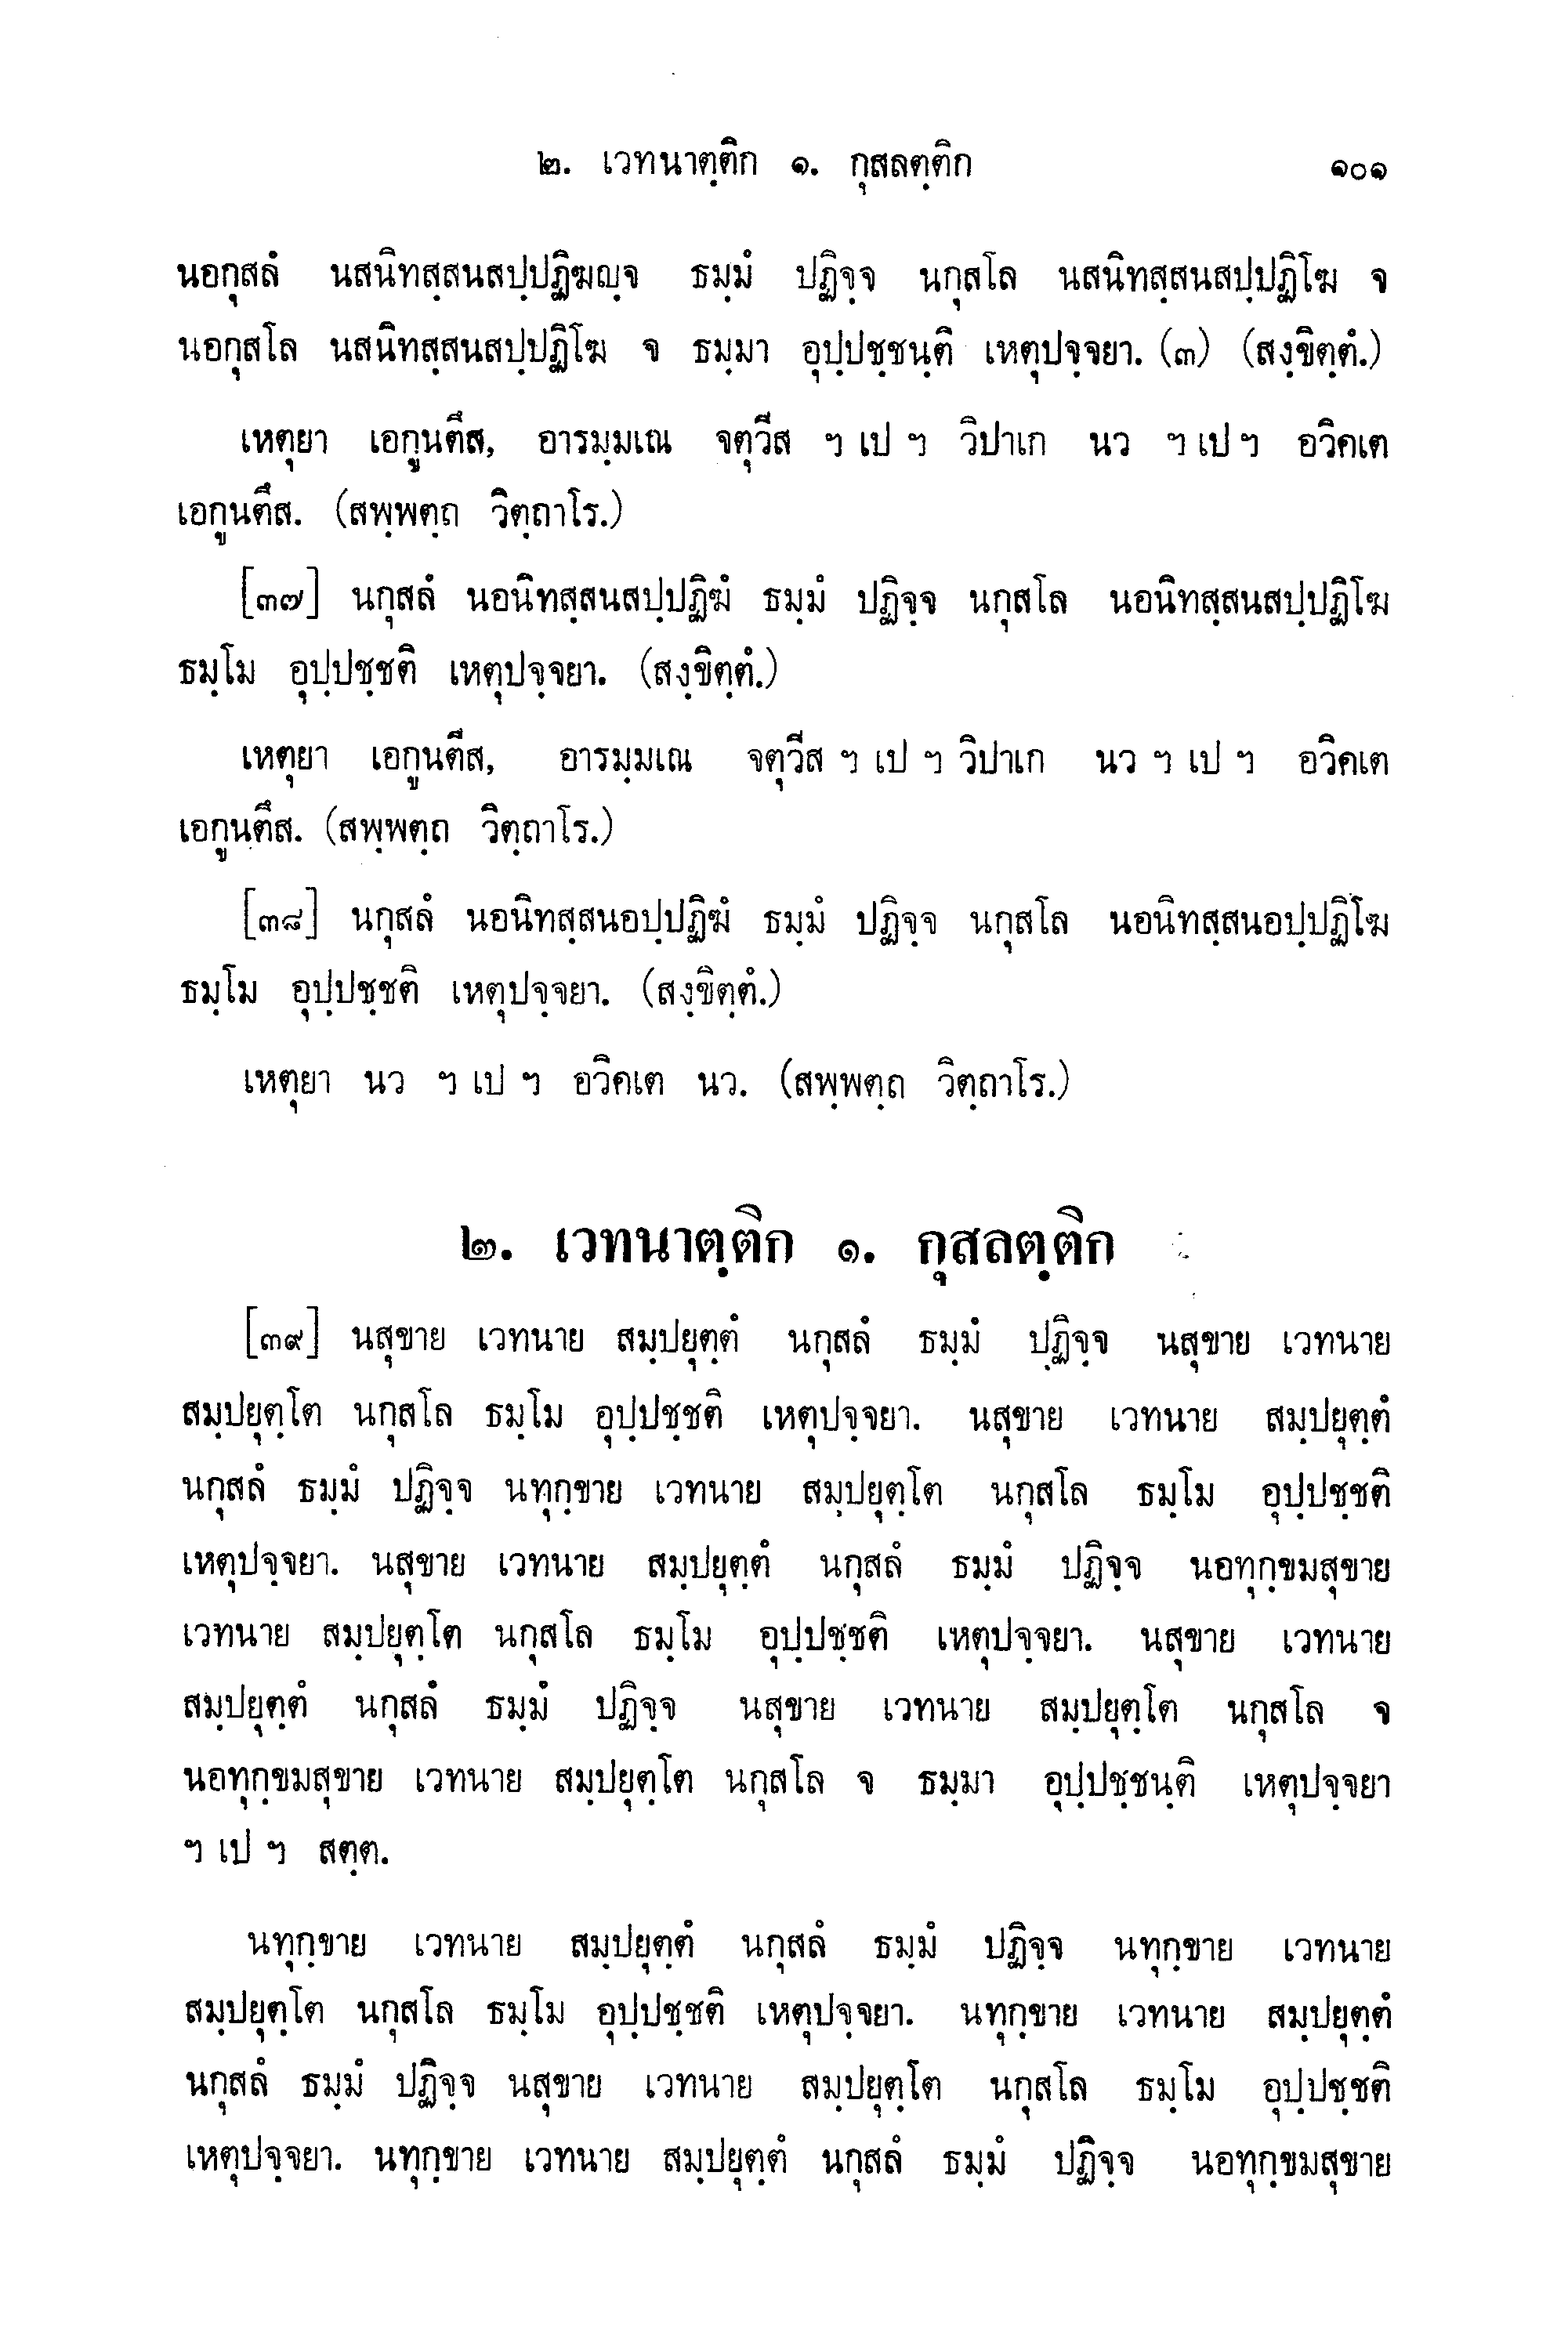 ๒. เวทนาตฺติก ๑. กุสลตฺติก ๑๐๑
นอกุสลํ นสนิทสฺสนสปฺปฏิฆญฺจ ธมฺมํ ปฏิจฺจ นกุสโล นสนิทสฺสนสปฺปฏิโฆ จ
นอกุสโล นสนิทสฺสนสปฺปฏิโฆ จ ธมฺมา อุปฺปชฺชนฺติ เหตุปจฺจยา. (๓) (สงฺขิตฺตํ.)
เหตุยา เอกูนตึส, อารมฺมเณ จตุวีส ฯ เป ฯ วิปาเก นว ฯ เป ฯ อวิคเต
เอกูนตึส. (สพฺพตฺถ วิตฺถาโร.)
[๓๗] นกุสลํ นอนิทสฺสนสปฺปฏิฆํ ธมฺมํ ปฏิจฺจ นกุสโล นอนิทสฺสนสปฺปฏิโฆ
ธมฺโม อุปฺปชฺชติ เหตุปจฺจยา. (สงฺขิตฺตํ.)
เหตุยา เอกูนตึส, อารมฺมเณ จตุวีส ฯ เป ฯ วิปาเก นว ฯ เป ฯ อวิคเต
เอกูนตึส. (สพฺพตฺถ วิตฺถาโร.)
[๓๘] นกุสลํ นอนิทสฺสนอปฺปฏิฆํ ธมฺมํ ปฏิจฺจ นกุสโล นอนิทสฺสนอปฺปฏิโฆ
ธมฺโม อุปฺปชฺชติ เหตุปจฺจยา. (สงฺขิตฺตํ.)
เหตุยา นว ฯ เป ฯ อวิคเต นว. (สพฺพตฺถ วิตฺถาโร.)
๒. เวทนาตฺติก ๑. กุสลตฺติก
[๓๙] นสุขาย เวทนาย สมฺปยุตฺตํ นกุสลํ ธมฺมํ ปฏิจฺจ นสุขาย เวทนาย
สมฺปยุตฺโต นกุสโล ธมฺโม อุปฺปชฺชติ เหตุปจฺจยา. นสุขาย เวทนาย สมฺปยุตฺตํ
นกุสลํ ธมฺมํ ปฏิจฺจ นทุกฺขาย เวทนาย สมฺปยุตฺโต นกุสโล ธมฺโม อุปฺปชฺชติ
เหตุปจฺจยา. นสุขาย เวทนาย สมฺปยุตฺตํ นกุสลํ ธมฺมํ ปฏิจฺจ นอทุกฺขมสุขาย
เวทนาย สมฺปยุตฺโต นกุสโล ธมฺโม อุปฺปชฺชติ เหตุปจฺจยา. นสุขาย เวทนาย
สมฺปยุตฺตํ นกุสลํ ธมฺมํ ปฏิจฺจ นสุขาย เวทนาย สมฺปยุตฺโต นกุสโล จ
นอทุกฺขมสุขาย เวทนาย สมฺปยุตฺโต นกุสโล จ ธมฺมา อุปฺปชฺชนฺติ เหตุปจฺจยา
ฯ เป ฯ สตฺต.
นทุกฺขาย เวทนาย สมฺปยุตฺตํ นกุสลํ ธมฺมํ ปฏิจฺจ นทุกฺขาย เวทนาย
สมฺปยุตฺโต นกุสโล ธมฺโม อุปฺปชฺชติ เหตุปจฺจยา. นทุกฺขาย เวทนาย สมฺปยุตฺตํ
นกุสลํ ธมฺมํ ปฏิจฺจ นสุขาย เวทนาย สมฺปยุตฺโต นกุสโล ธมฺโม อุปฺปชฺชติ
เหตุปจฺจยา. นทุกฺขาย เวทนาย สมฺปยุตฺตํ นกุสลํ ธมฺมํ ปฏิจฺจ นอทุกฺขมสุขาย